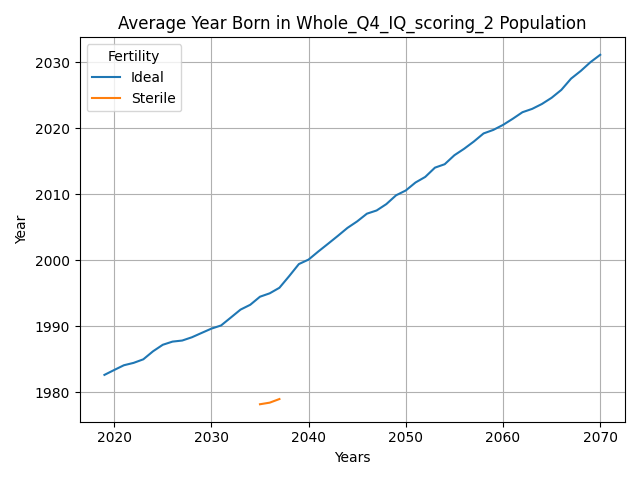 Average Year Born in Whole_Q4_IQ_scoring_2 Population
Fertility
Ideal
Sterile
2030
2020
2010
2000
1990
1980
Year
2020 2030 2040 2050 2060 2070
Years